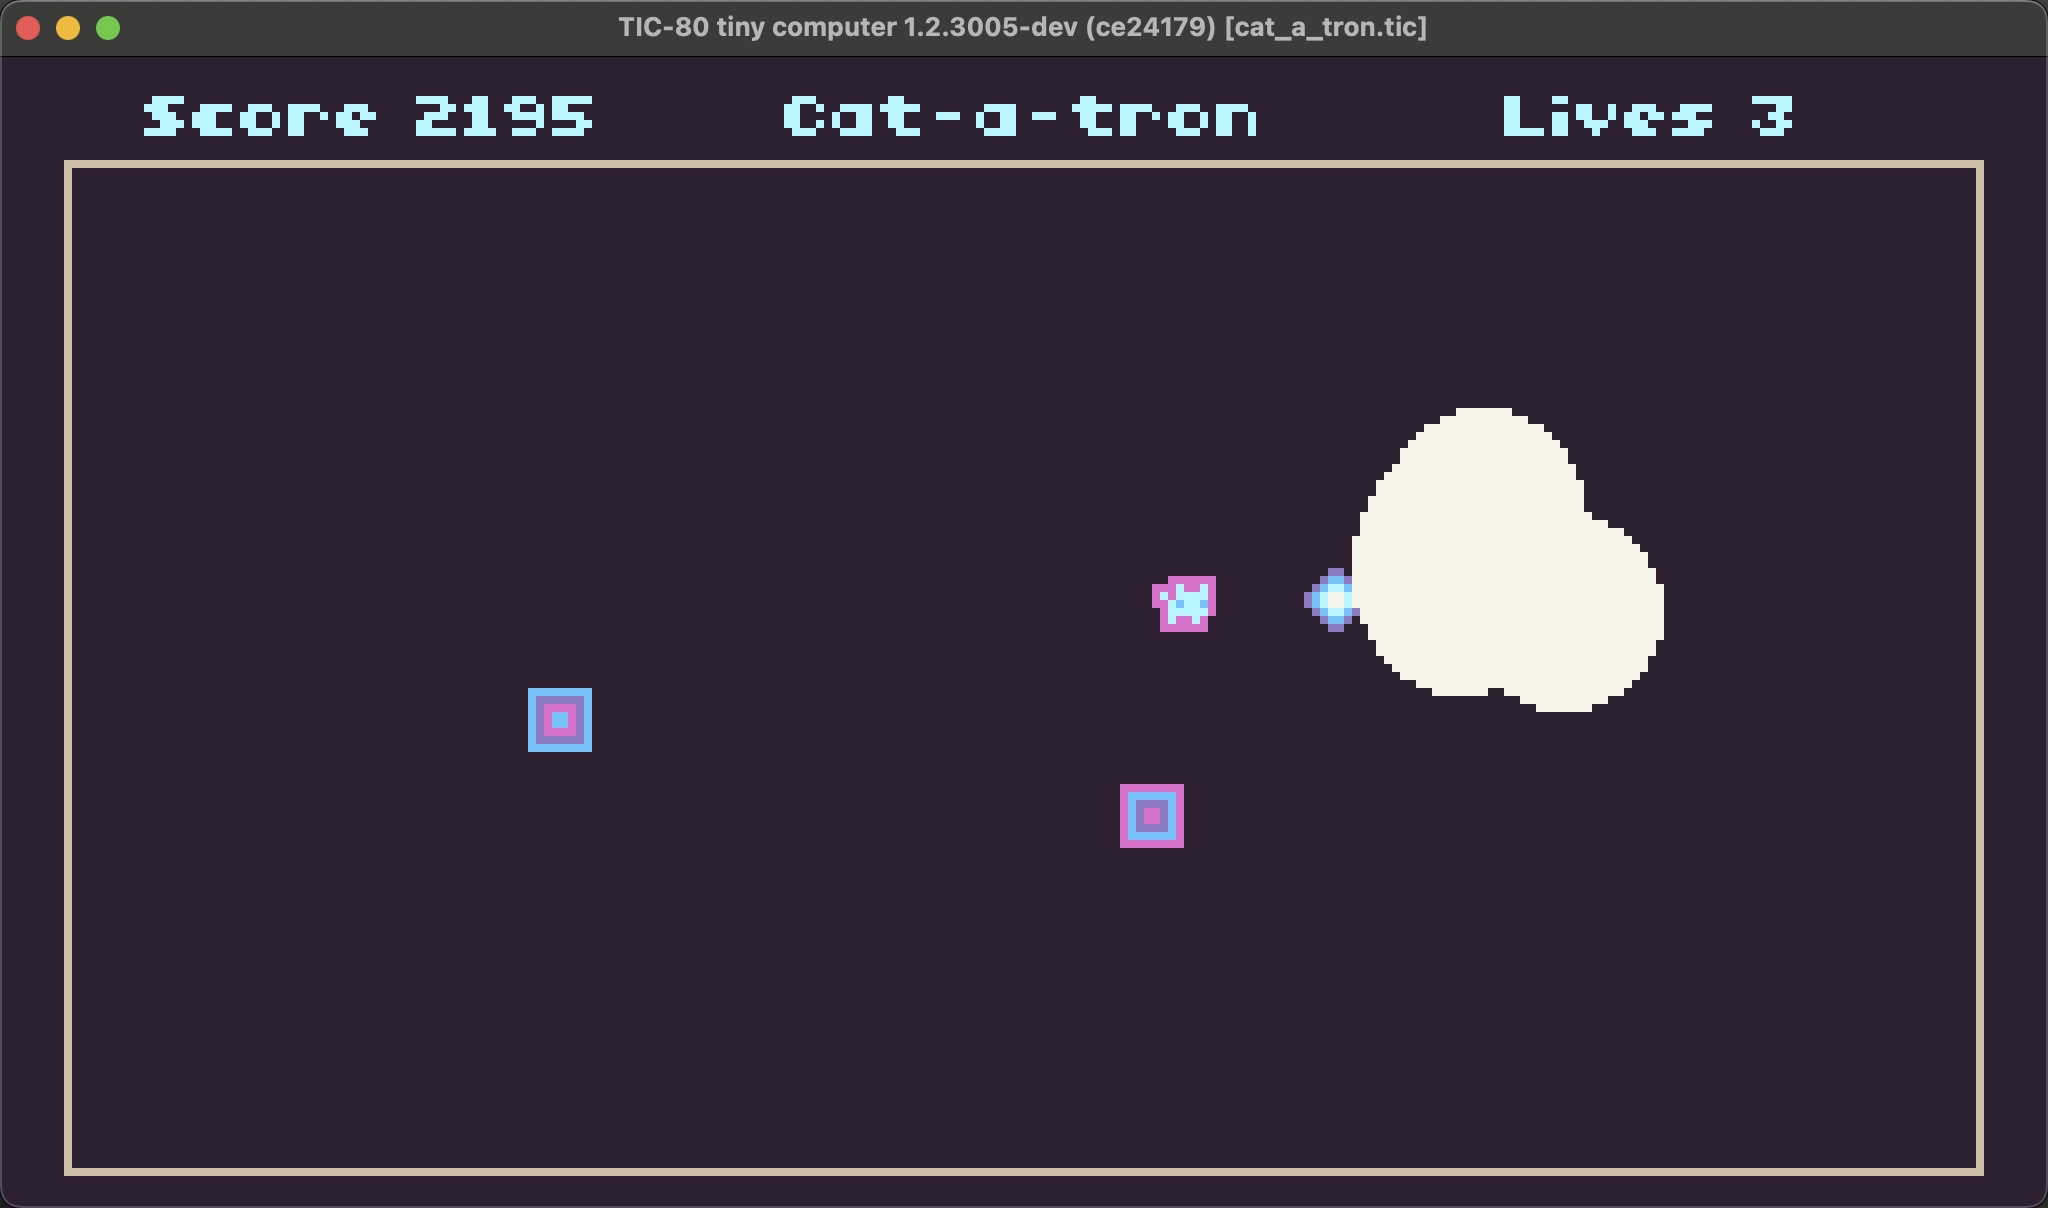 TIC-80 tiny computer 1.2.3005-dev (ce24179) [cat_a_tron.tic]
Score 2195 Cat-a-tron Lives 3